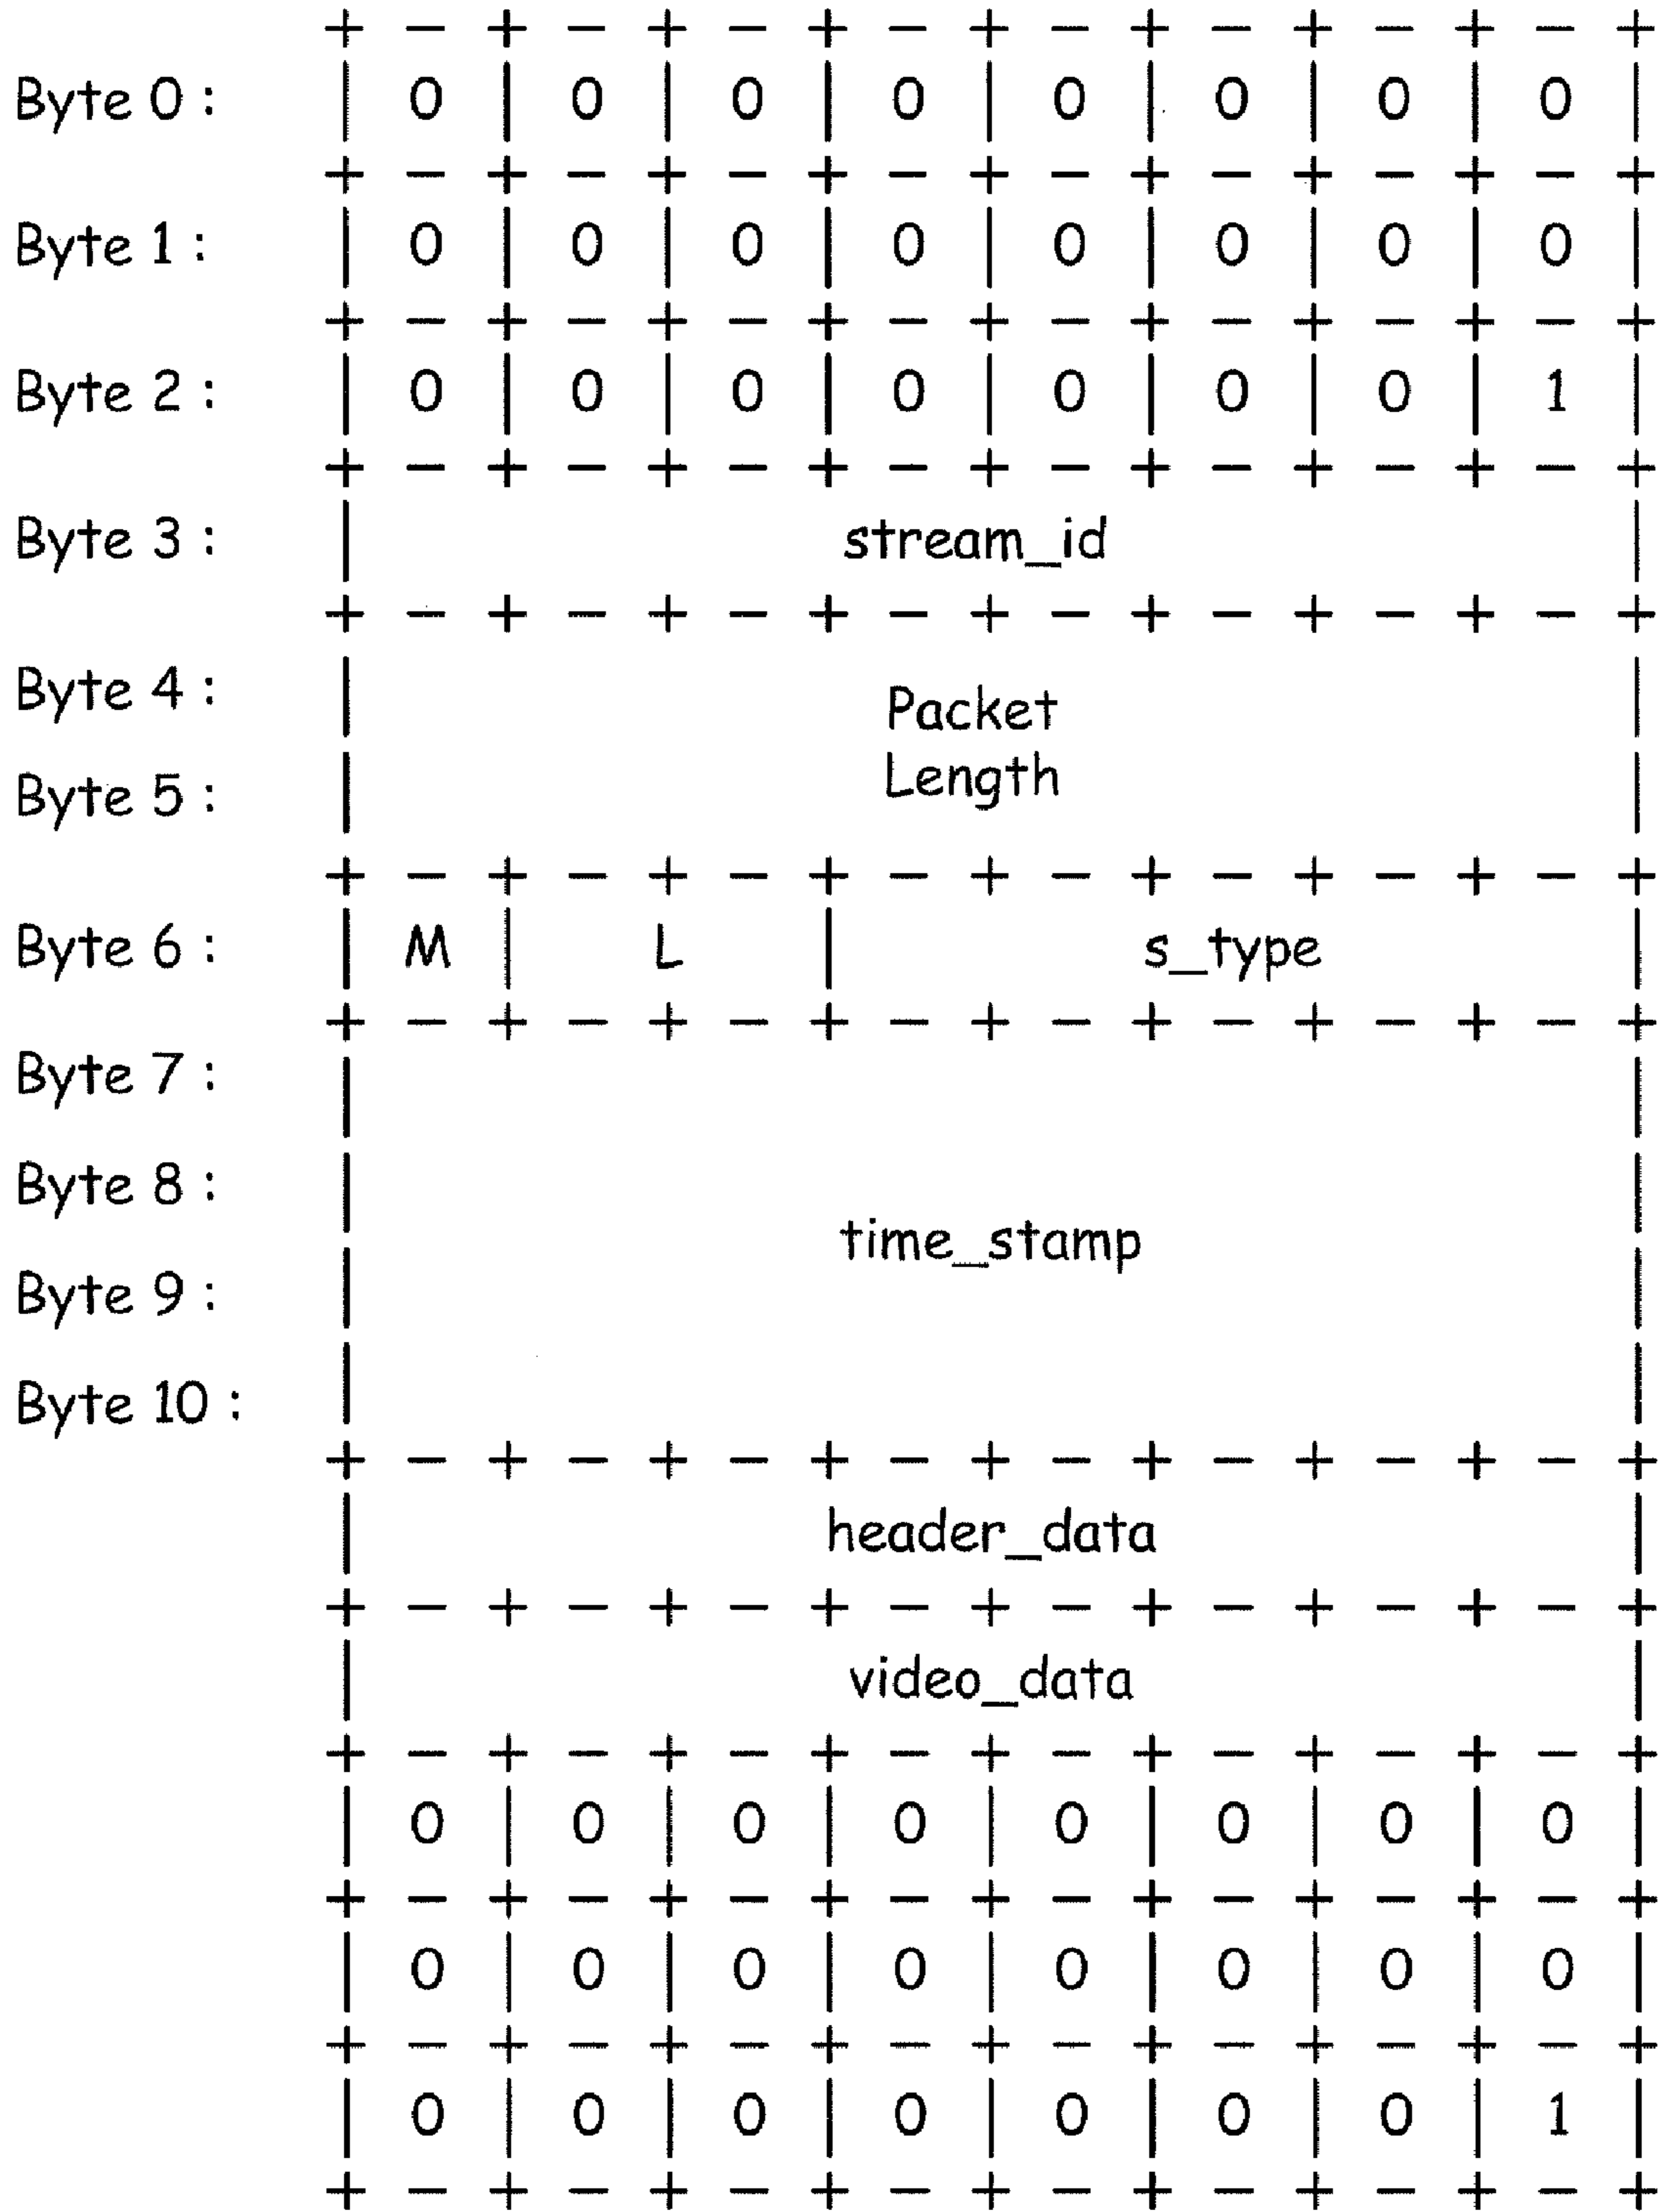 + - + - + - + - + - + - + - + - +
Byte 0 : | 0 | 0 | 0 | 0 | 0 | 0 | 0 | 0 |
+ - + - + - + - + - + - + - + - +
Byte 1 : | 0 | 0 | 0 | 0 | 0 | 0 | 0 | 0 |
+ - + - + - + - + - + - + - + - +
Byte 2 : | 0 | 0 | 0 | 0 | 0 | 0 | 0 | 1 |
+ - + - + - + - + - + - + - + - +
Byte 3 : | stream_id |
+ - + - + - + - + - + - + - + - +
Byte 4 : | Packet |
Byte 5 : | Length |
+ - + - + - + - + - + - + - + - +
Byte 6 : | M | L | s_type |
+ - + - + - + - + - + - + - + - +
Byte 7 : | |
Byte 8 : | |
time_stamp
Byte 9 : | |
Byte 10 : | |
+ - + - + - + - + - + - + - + - +
| header_data |
+ - + - + - + - + - + - + - + - +
| video_data |
+ - + - + - + - + - + - + - + - +
| 0 | 0 | 0 | 0 | 0 | 0 | 0 | 0 |
+ - + - + - + - + - + - + - + - +
| 0 | 0 | 0 | 0 | 0 | 0 | 0 | 0 |
+ - + - + - + - + - + - + - + - +
| 0 | 0 | 0 | 0 | 0 | 0 | 0 | 1 |
+ - + - + - + - + - + - + - + - +